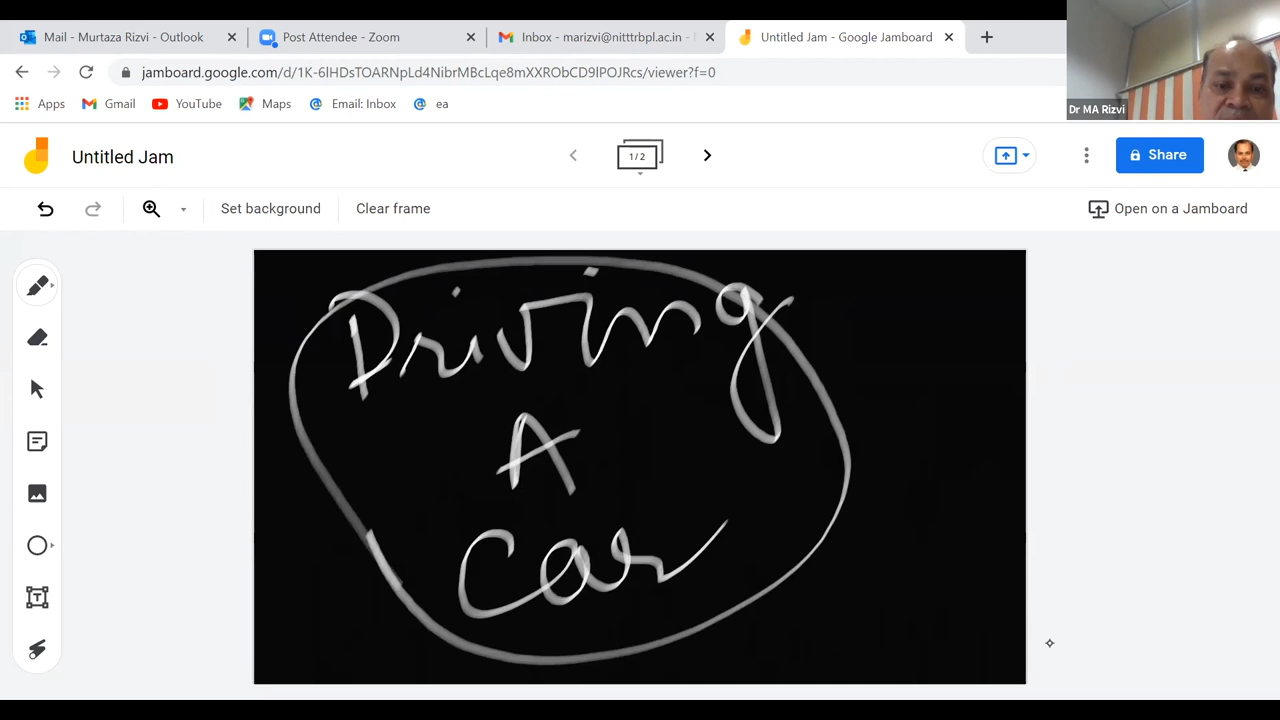 Mail - Murtaza Rizvi - Outlook
Post Attendee - Zoom
Inbox - marizvi@nitttrbpl.ac.in -
Untitled Jam - Google Jamboard
jamboard.google.com/d/1K-6lHDsTOARNpLd4NibrMBcLqe8mXXRObCD9lPOJRcs/viewer?f=0
Apps
Gmail
YouTube
Maps
Email: Inbox
ea
Dr MA Rizvi
Untitled Jam
1/2
Share
Set background
Clear frame
Open on a Jamboard
Driving
A
Car